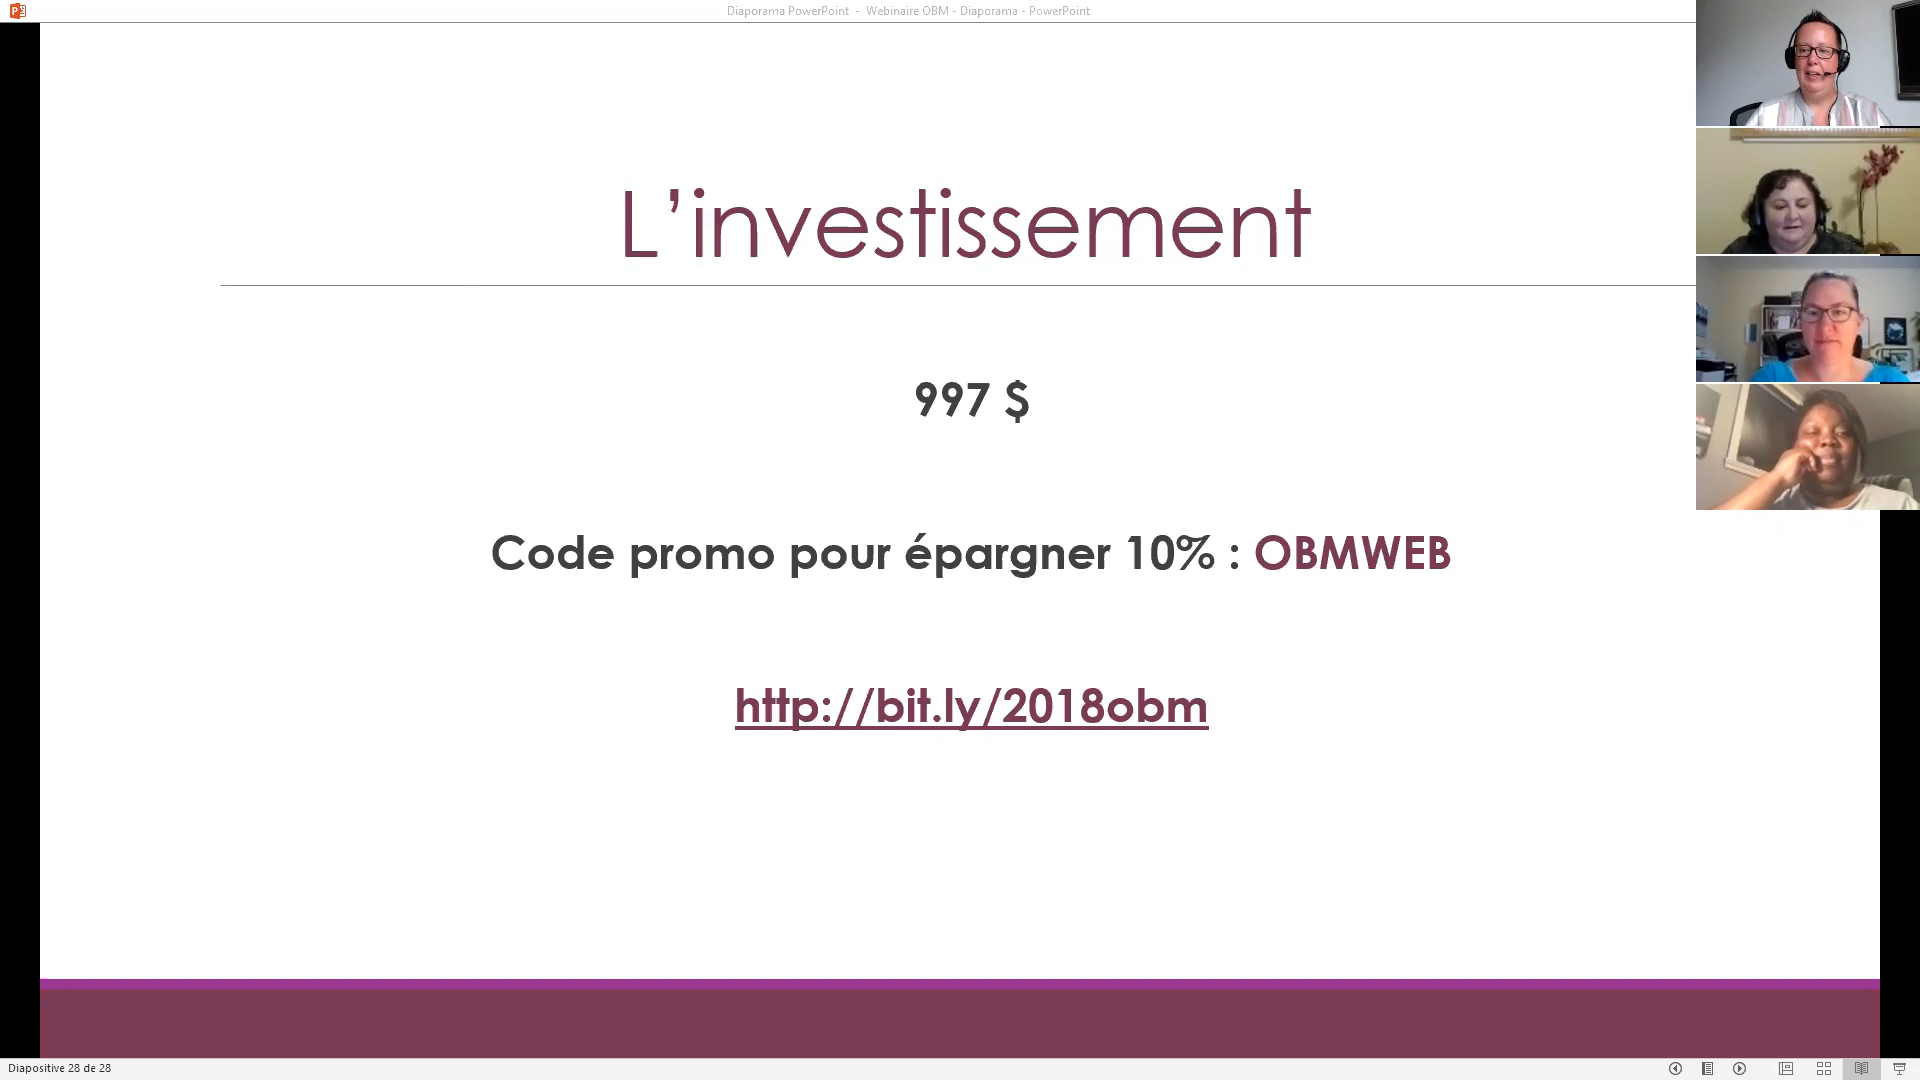 Diaporama PowerPoint - Webinaire OBM - Diaporama - PowerPoint
L’investissement
997 $
Code promo pour épargner 10% : OBMWEB
http://bit.ly/2018obm
Diapositive 28 de 28